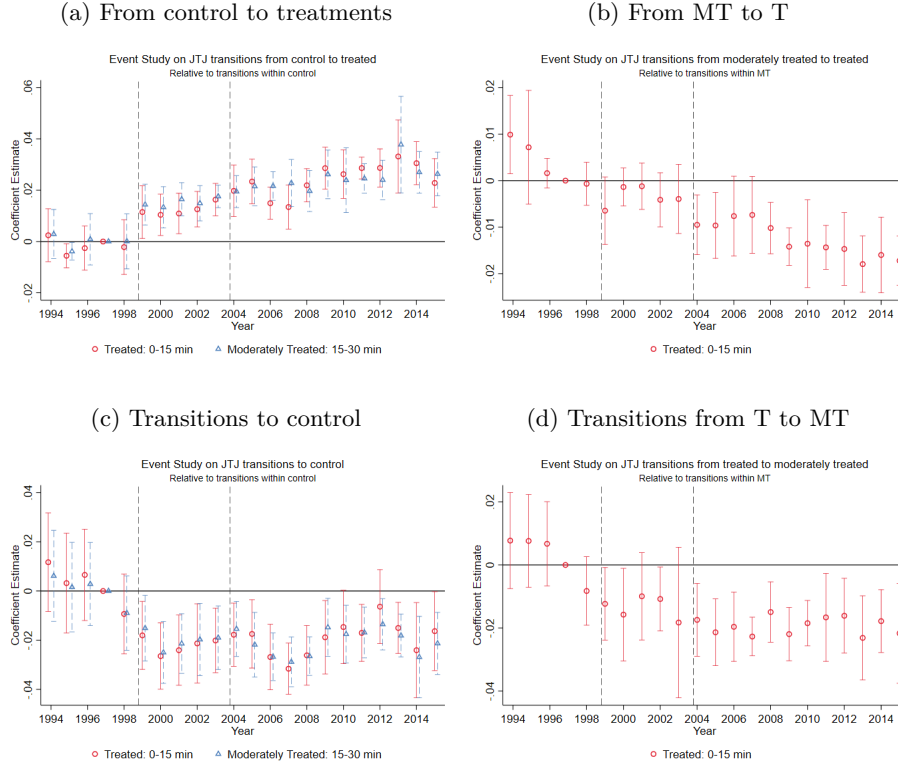 (a) From control to treatments
Event Study on JTJ transitions from control to treated
Relative to transitions within control
Coefficient Estimate
-.02 0 .02 .04 .06
1994 1996 1998 2000 2002 2004 2006 2008 2010 2012 2014
Year
Treated: 0-15 min Moderately Treated: 15-30 min
(b) From MT to T
Event Study on JTJ transitions from moderately treated to treated
Relative to transitions within MT
Coefficient Estimate
-.02 -.01 0 .01 .02
1994 1996 1998 2000 2002 2004 2006 2008 2010 2012 2014
Year
Treated: 0-15 min
(c) Transitions to control
Event Study on JTJ transitions to control
Relative to transitions within control
Coefficient Estimate
-.04 -.02 0 .02 .04
1994 1996 1998 2000 2002 2004 2006 2008 2010 2012 2014
Year
Treated: 0-15 min Moderately Treated: 15-30 min
(d) Transitions from T to MT
Event Study on JTJ transitions from treated to moderately treated
Relative to transitions within MT
Coefficient Estimate
-.04 -.02 0 .02
1994 1996 1998 2000 2002 2004 2006 2008 2010 2012 2014
Year
Treated: 0-15 min